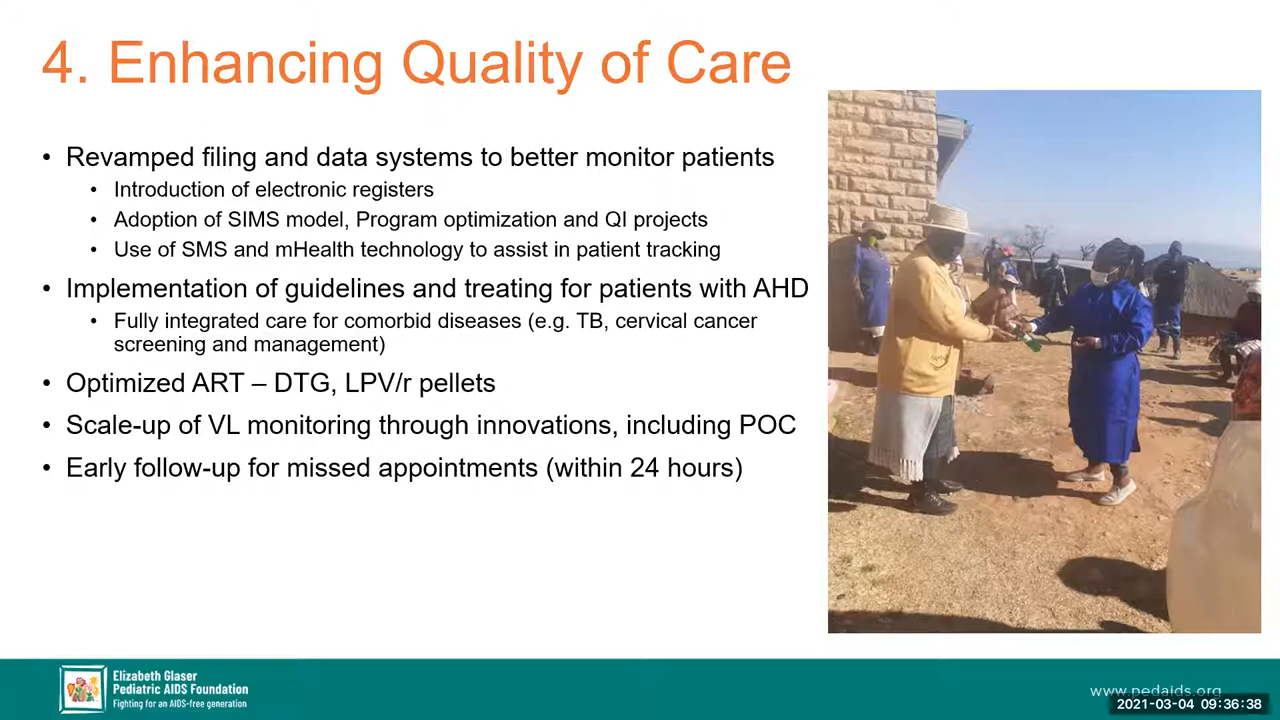 4. Enhancing Quality of Care
• Revamped filing and data systems to better monitor patients
• Introduction of electronic registers
• Adoption of SIMS model, Program optimization and QI projects
• Use of SMS and mHealth technology to assist in patient tracking
• Implementation of guidelines and treating for patients with AHD
• Fully integrated care for comorbid diseases (e.g. TB, cervical cancer
screening and management)
• Optimized ART – DTG, LPV/r pellets
• Scale-up of VL monitoring through innovations, including POC
• Early follow-up for missed appointments (within 24 hours)
Elizabeth Glaser
Pediatric AIDS Foundation
Fighting for an AIDS-free generation
www.pedaids.org
2021-03-04 09:36:38